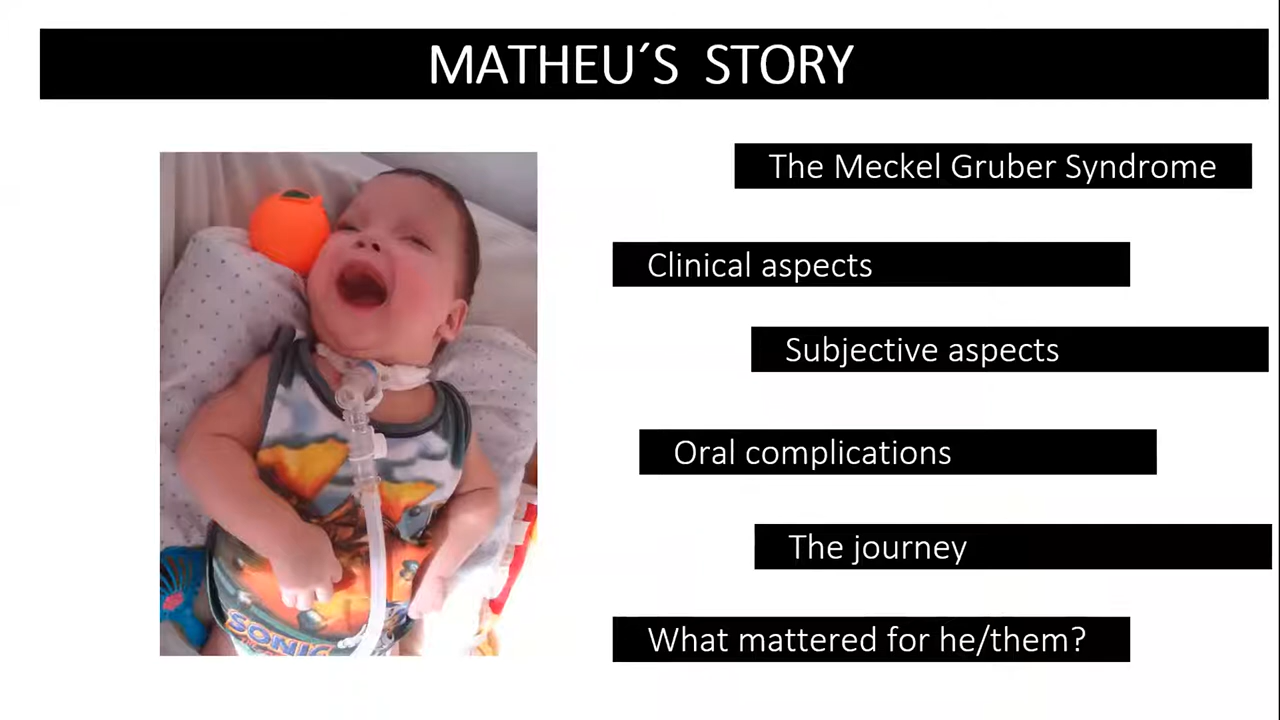 MATHEU´S STORY
The Meckel Gruber Syndrome
Clinical aspects
Subjective aspects
Oral complications
The journey
What mattered for he/them?
SONIC